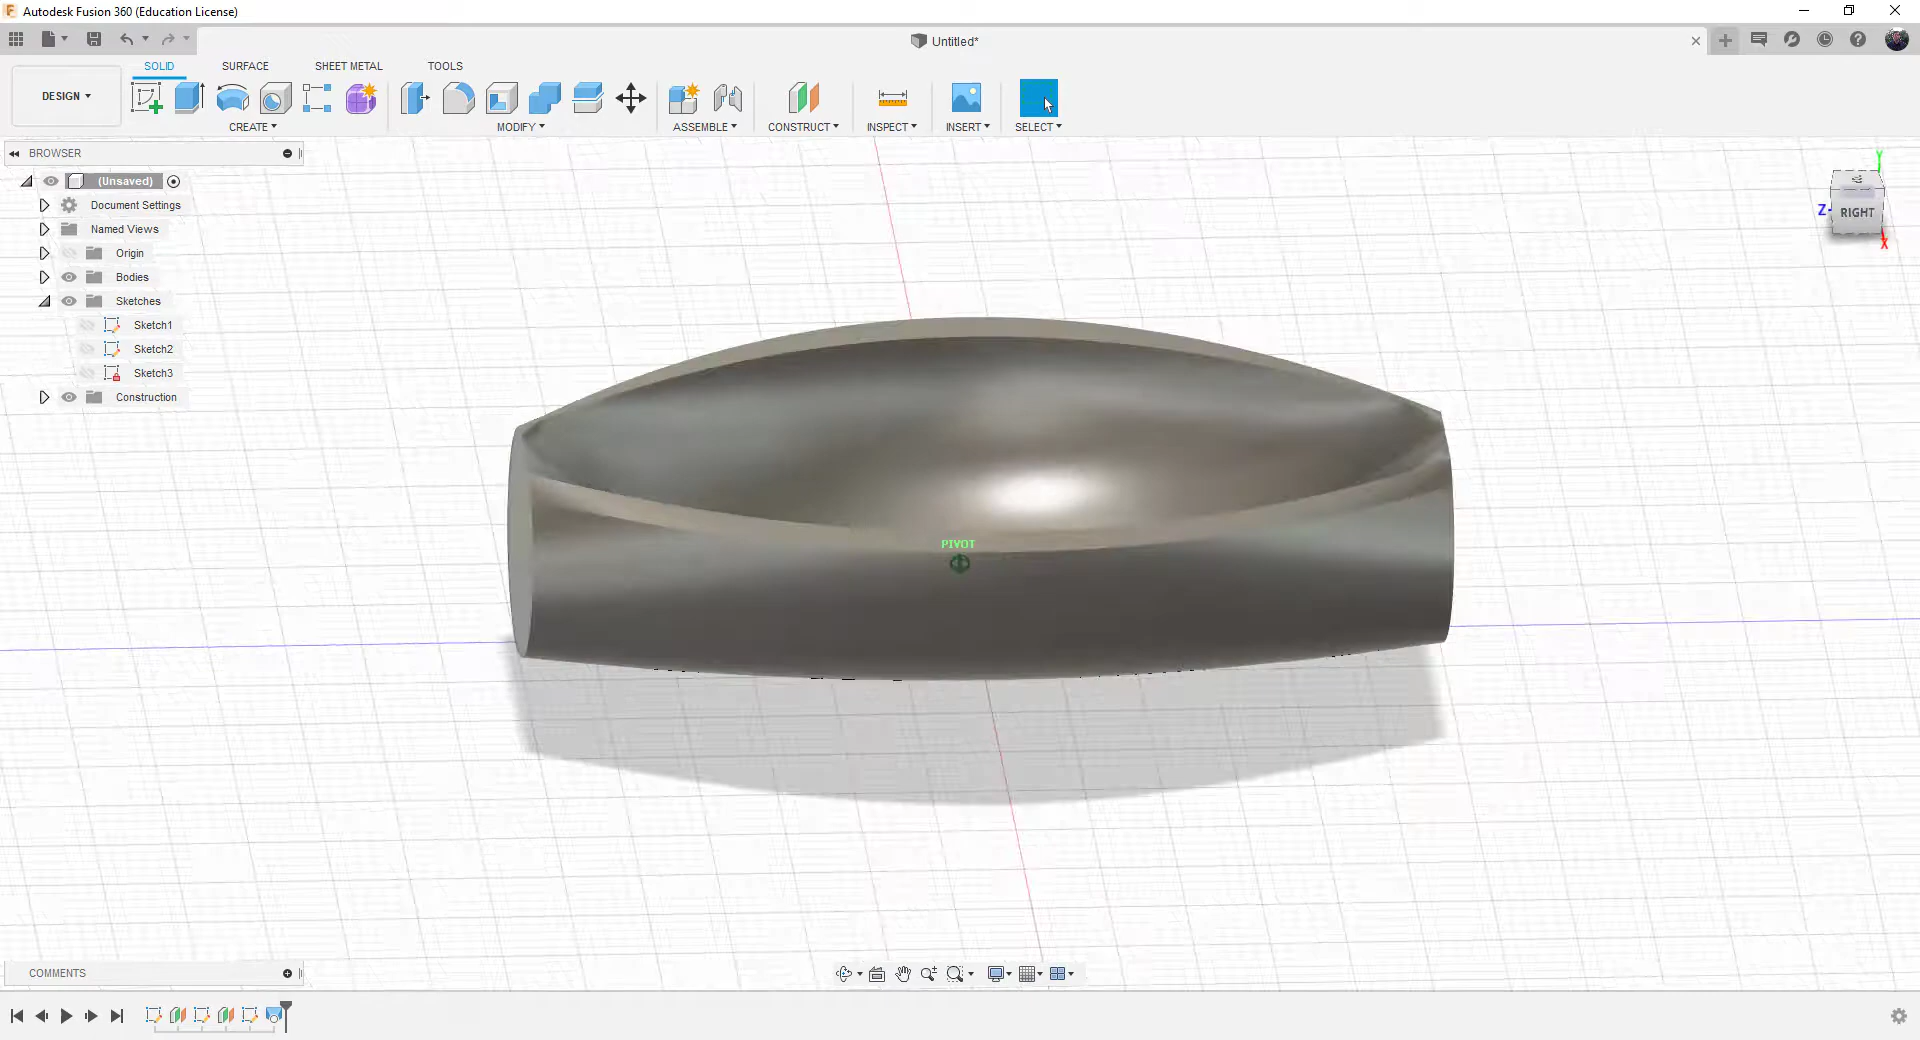 Autodesk Fusion 360 (Education License)
Untitled*
DESIGN
SOLID
SURFACE
SHEET METAL
TOOLS
CREATE
MODIFY
ASSEMBLE
CONSTRUCT
INSPECT
INSERT
SELECT
BROWSER
(Unsaved)
Document Settings
Named Views
Origin
Bodies
Sketches
Sketch1
Sketch2
Sketch3
Construction
Y
Z
RIGHT
X
PIVOT
COMMENTS